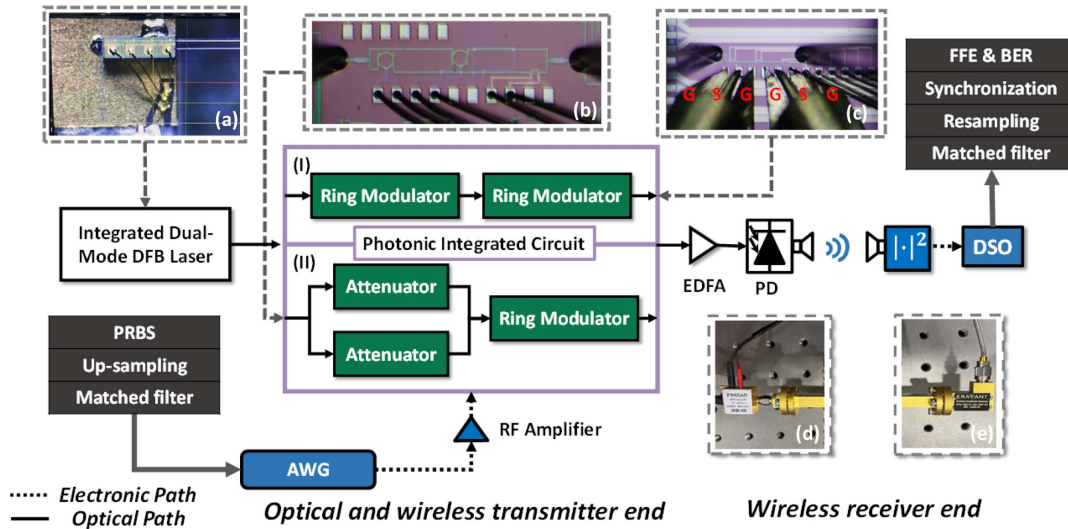 (a)
(b)
G S G G S G
(c)
FFE & BER
Synchronization
Resampling
Matched filter
(I)
Ring Modulator
Ring Modulator
Integrated Dual-
Mode DFB Laser
Photonic Integrated Circuit
(II)
Attenuator
Attenuator
Ring Modulator
EDFA
PD
|·|²
DSO
PRBS
Up-sampling
Matched filter
RF Amplifier
AWG
(d)
ERAVANT
(e)
Electronic Path
Optical Path
Optical and wireless transmitter end
Wireless receiver end